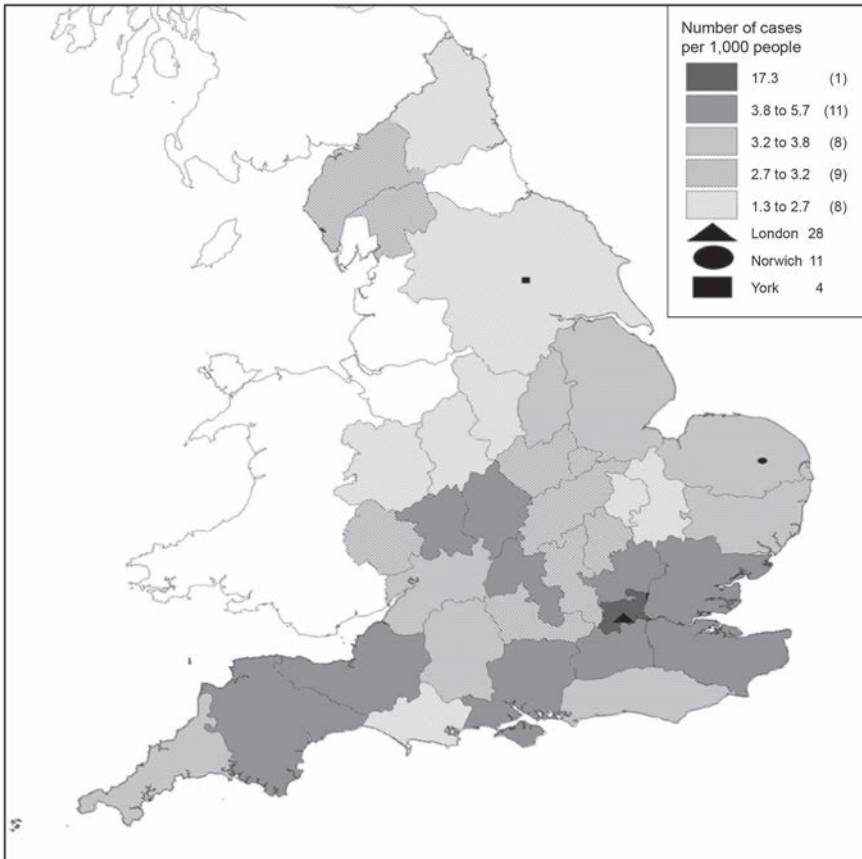 Number of cases
per 1,000 people
17.3 (1)
3.8 to 5.7 (11)
3.2 to 3.8 (8)
2.7 to 3.2 (9)
1.3 to 2.7 (8)
London 28
Norwich 11
York 4